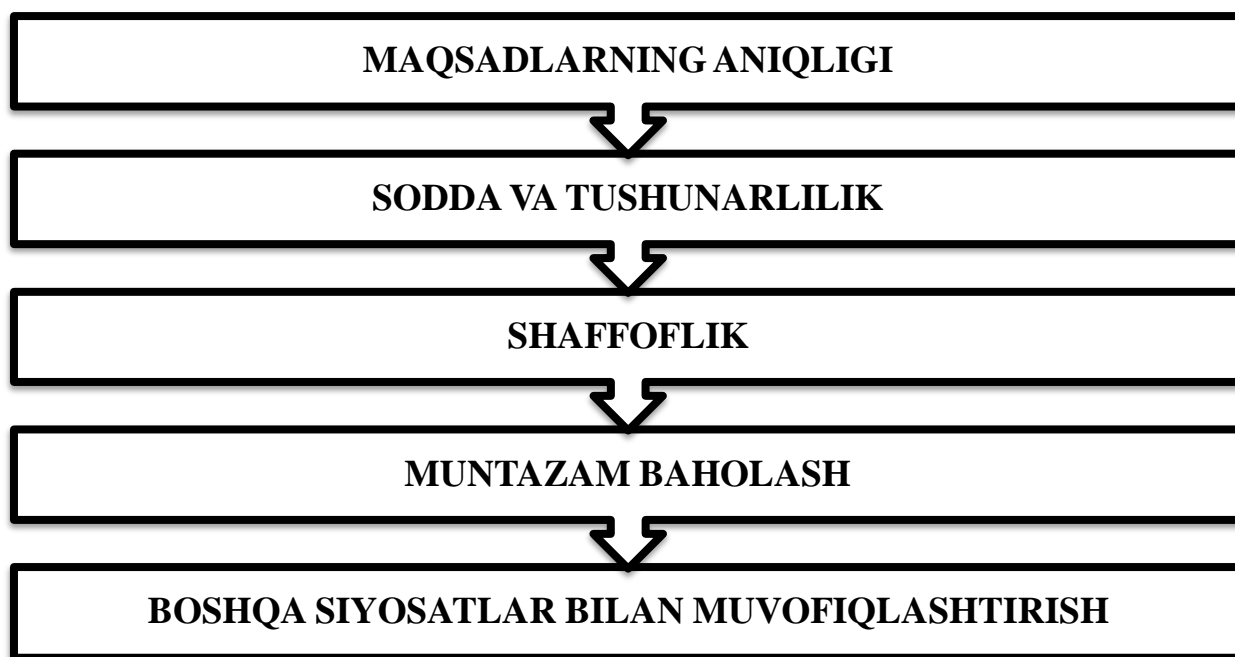 MAQSADLARNING ANIQLIGI
SODDA VA TUSHUNARLILIK
SHAFFOFLIK
MUNTAZAM BAHOLASH
BOSHQA SIYOSATLAR BILAN MUVOFIQLASHTIRISH